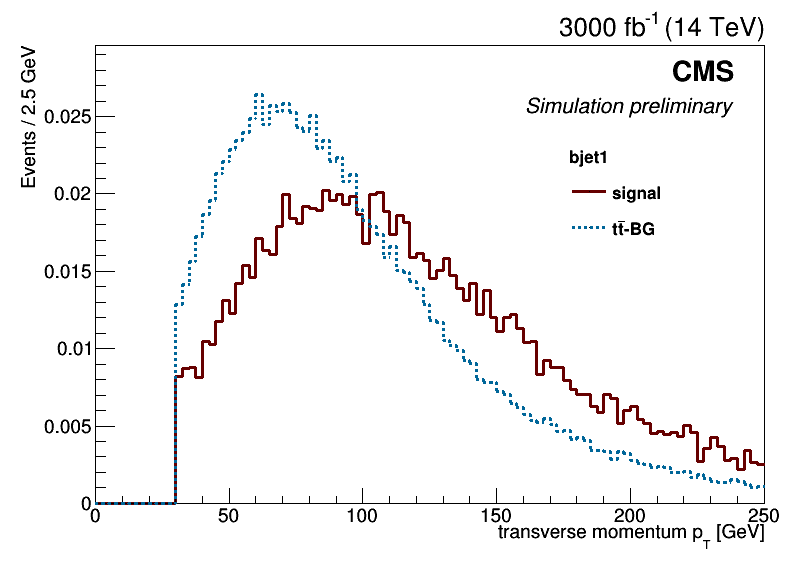 3000 fb⁻¹ (14 TeV)
CMS
Simulation preliminary
Events / 2.5 GeV
bjet1
signal
tt̄-BG
0.025
0.02
0.015
0.01
0.005
0
0 50 100 150 200 250
transverse momentum p_T [GeV]